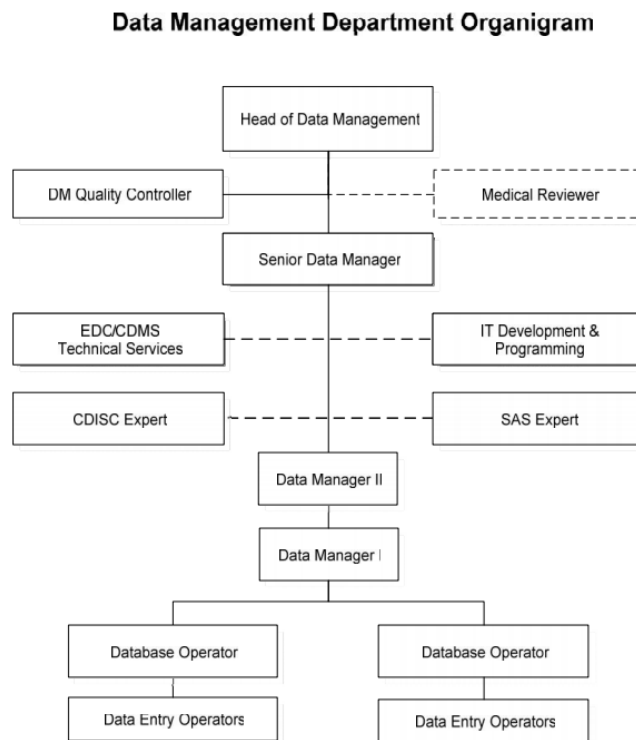 Data Management Department Organigram
Head of Data Management
DM Quality Controller
Medical Reviewer
Senior Data Manager
EDC/CDMS
Technical Services
IT Development &
Programming
CDISC Expert
SAS Expert
Data Manager II
Data Manager I
Database Operator
Database Operator
Data Entry Operators
Data Entry Operators